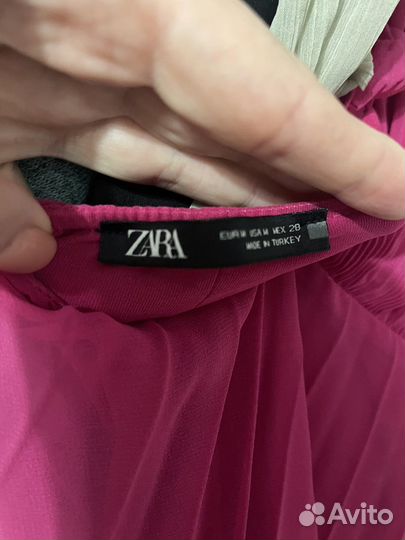 ZARA
EUR M USA M MEX 28
MADE IN TURKEY
Avito